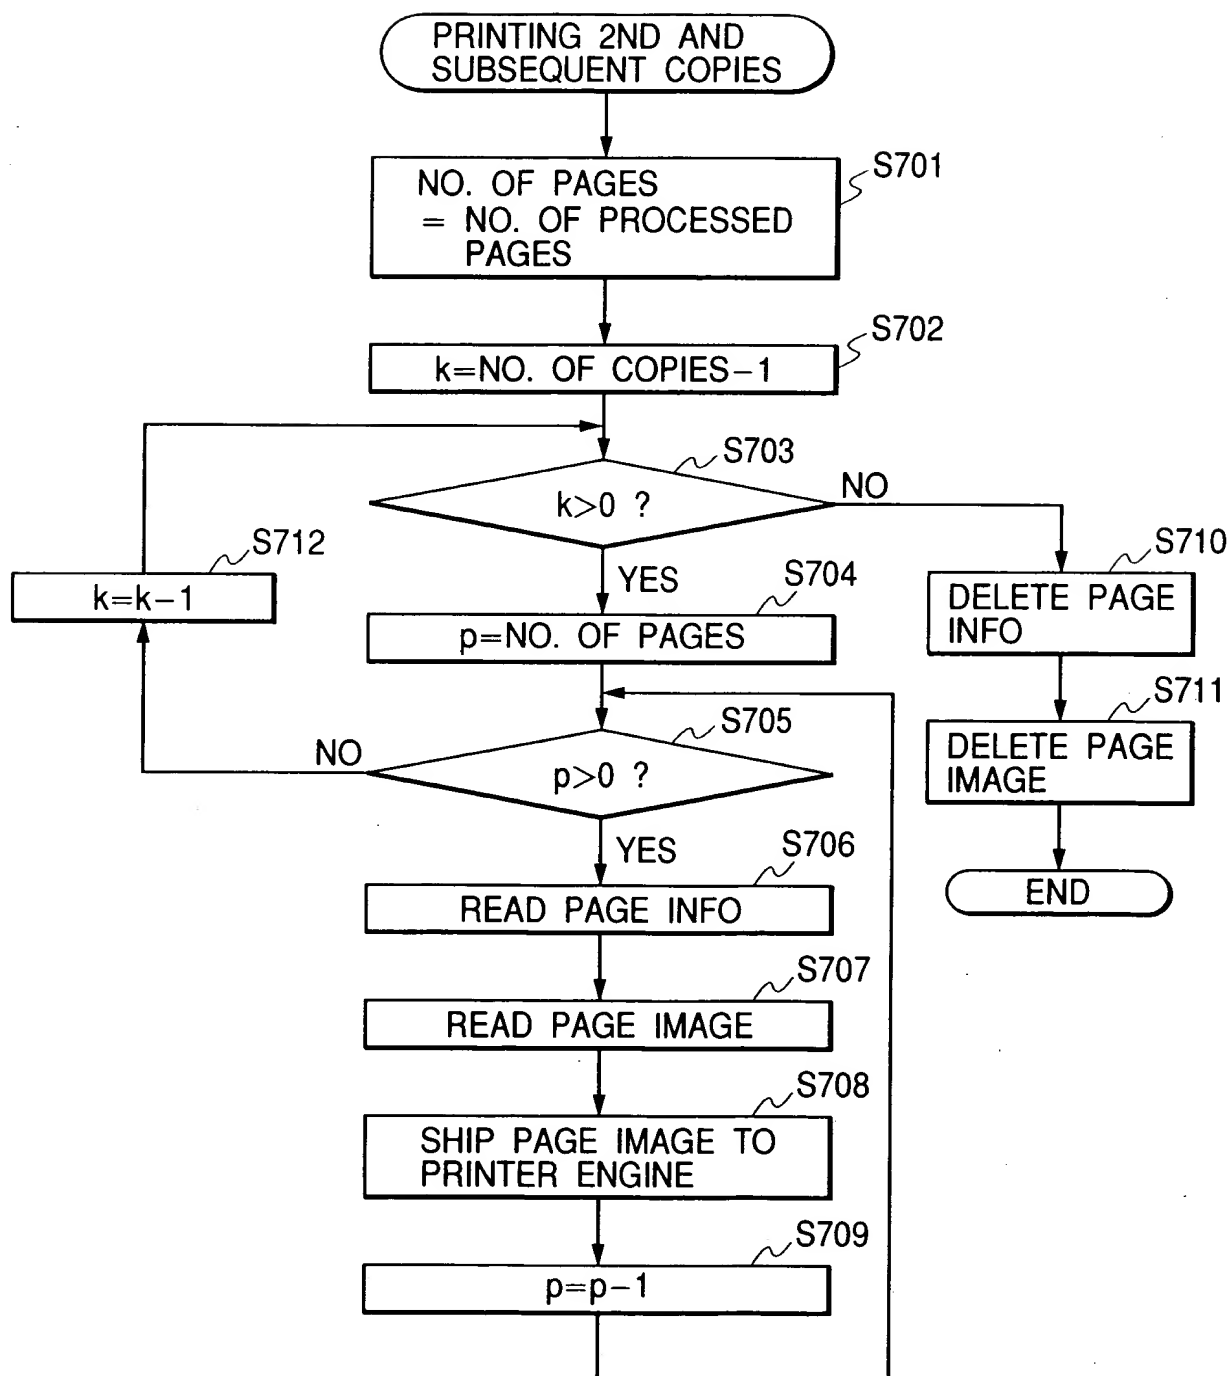 PRINTING 2ND AND
SUBSEQUENT COPIES
S701
NO. OF PAGES
= NO. OF PROCESSED
PAGES
S702
k=NO. OF COPIES-1
S703
k>0 ?
NO
YES
S712
k=k-1
S704
p=NO. OF PAGES
S710
DELETE PAGE
INFO
S705
p>0 ?
NO
YES
S711
DELETE PAGE
IMAGE
END
S706
READ PAGE INFO
S707
READ PAGE IMAGE
S708
SHIP PAGE IMAGE TO
PRINTER ENGINE
S709
p=p-1